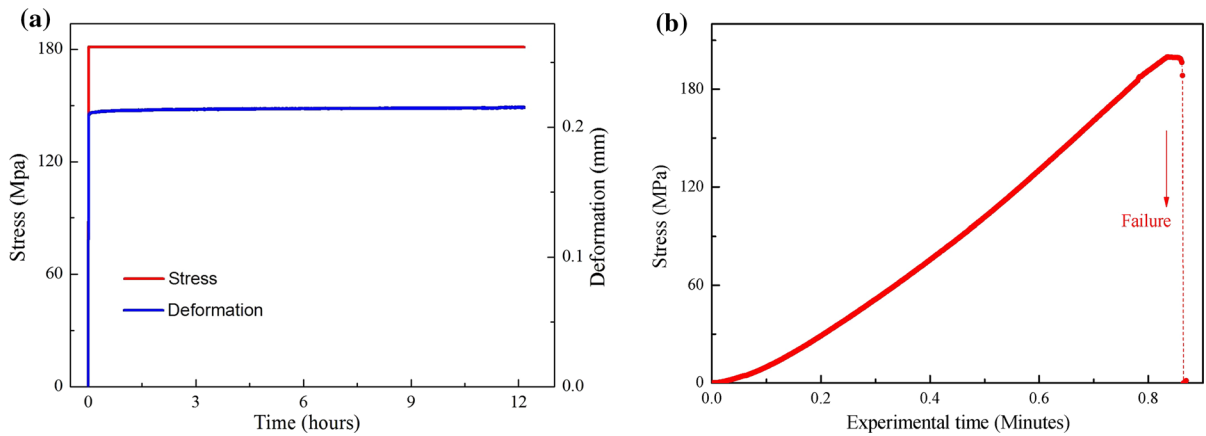 (a)
180
120
60
0
Stress (Mpa)
Stress
Deformation
0.2
0.1
0.0
Deformation (mm)
0 3 6 9 12
Time (hours)
(b)
180
120
60
0
Stress (MPa)
Failure
0.0 0.2 0.4 0.6 0.8
Experimental time (Minutes)